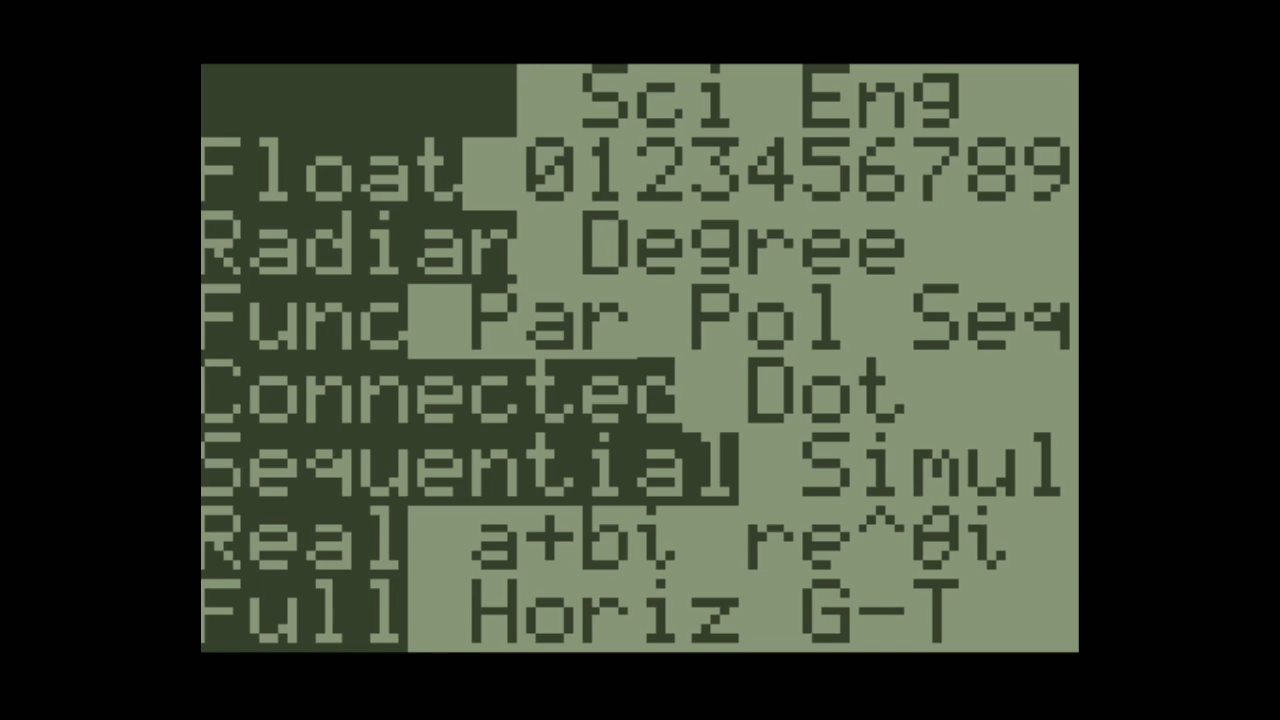 Sci Eng
Float 0123456789
Radian Degree
Func Par Pol Seq
Connected Dot
Sequential Simul
Real a+bi re^θi
Full Horiz G-T